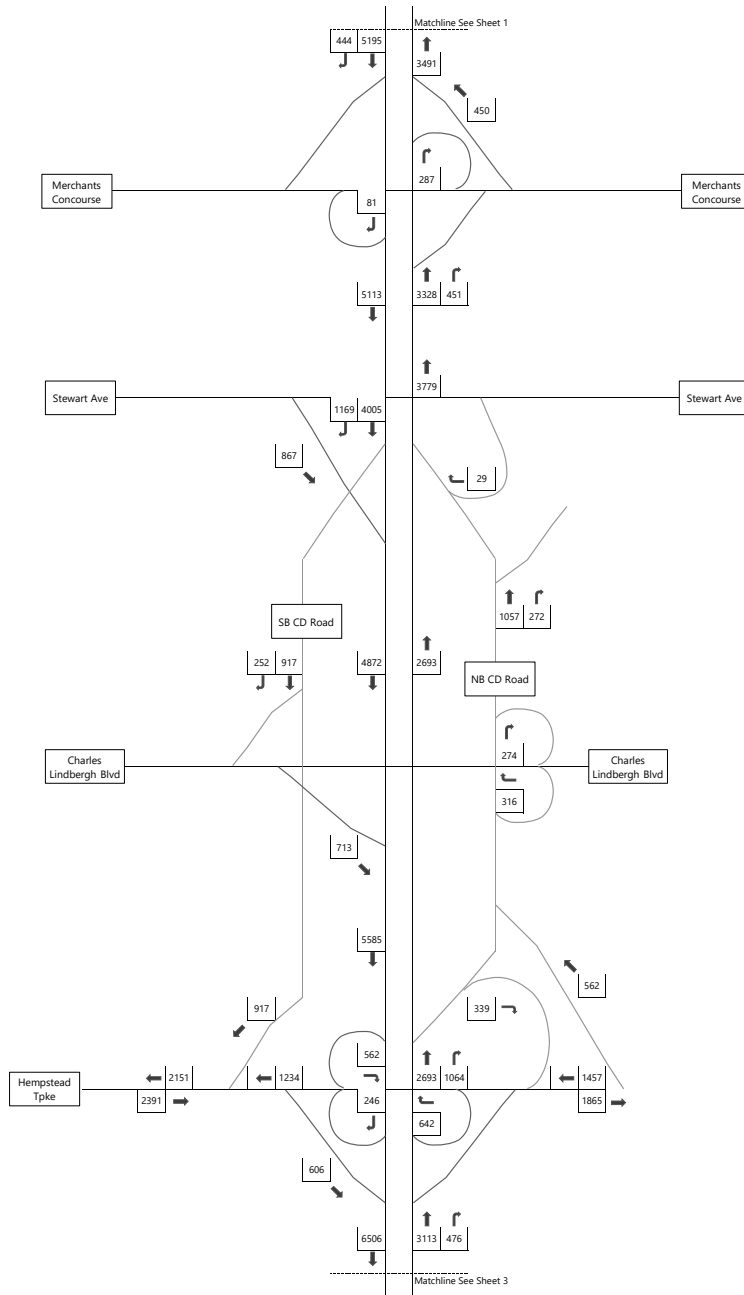 Matchline See Sheet 1
444 5195
3491
450
287
Merchants
Concourse
81
Merchants
Concourse
5113
3328 451
3779
Stewart Ave
1169 4005
Stewart Ave
867
29
1057 272
SB CD Road
252 917
4872
2693
NB CD Road
274
Charles
Lindbergh Blvd
Charles
Lindbergh Blvd
316
713
5585
917
339
562
562
2151
1234
2693 1064
1457
Hempstead
Tpke
2391
246
642
1865
606
6506
3113 476
Matchline See Sheet 3